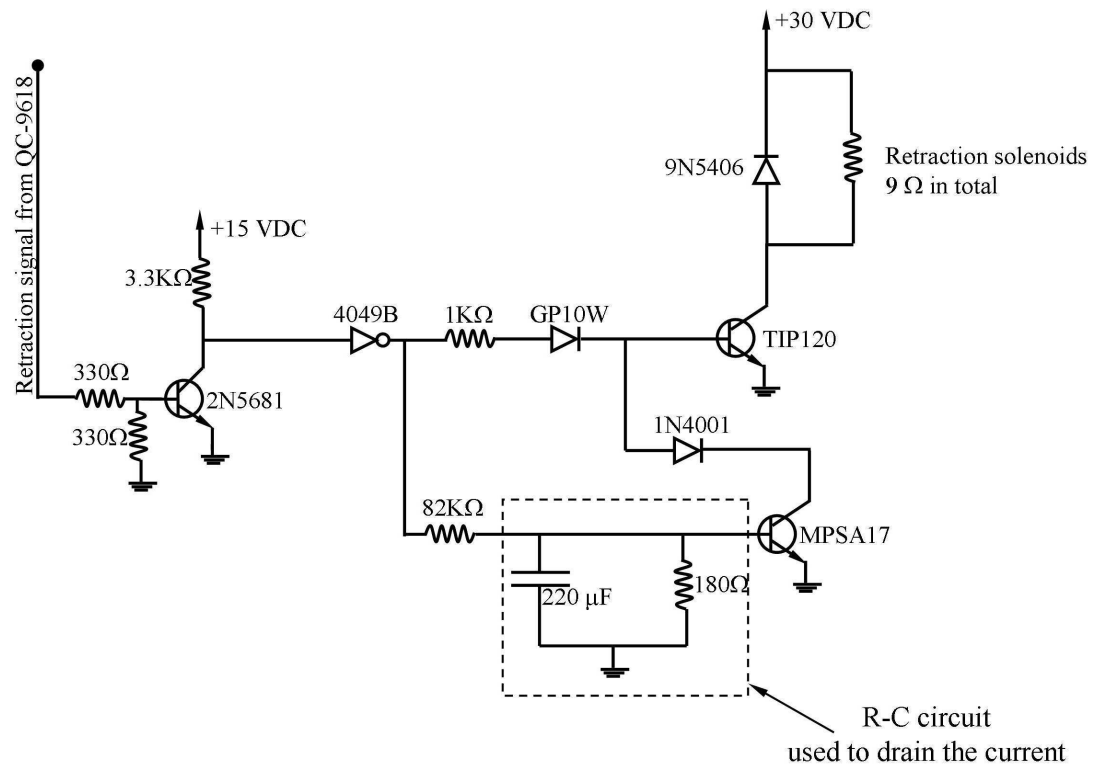 Retraction signal from QC-9618
+30 VDC
9N5406
Retraction solenoids
9 Ω in total
+15 VDC
3.3KΩ
4049B
1KΩ
GP10W
TIP120
330Ω
2N5681
330Ω
1N4001
82KΩ
MPSA17
220 μF
180Ω
R-C circuit
used to drain the current